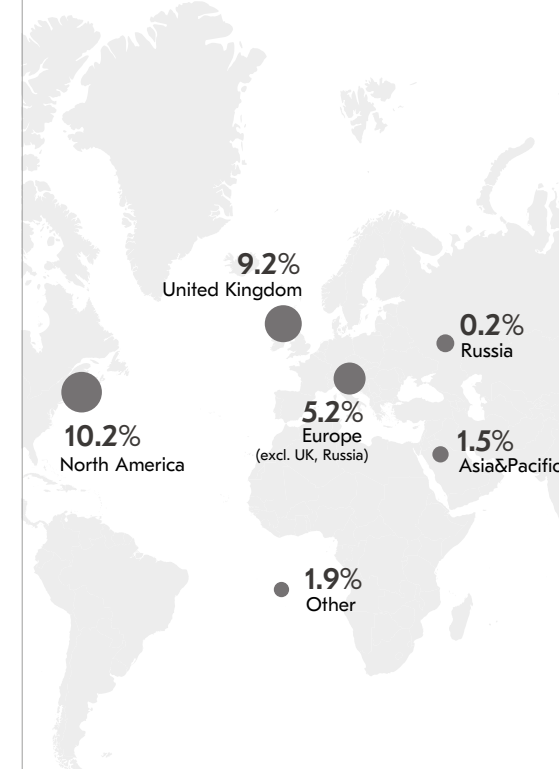 9.2%
United Kingdom
0.2%
Russia
5.2%
Europe
(excl. UK, Russia)
10.2%
North America
1.5%
Asia&Pacific
1.9%
Other